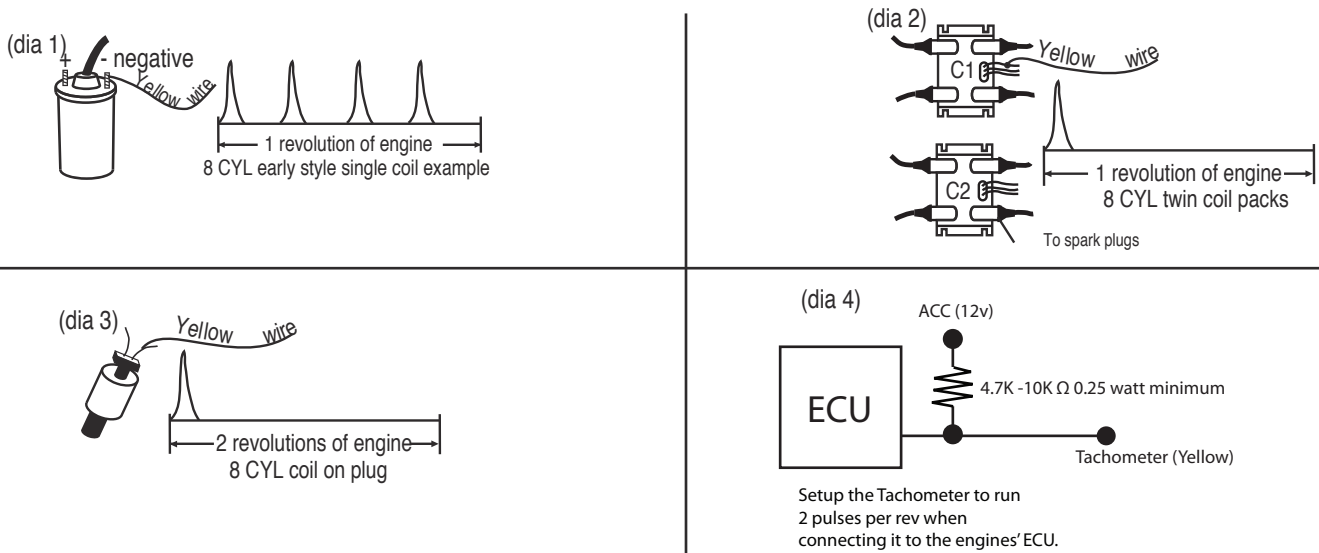 (dia 1)
+
- negative
Yellow wire
1 revolution of engine
8 CYL early style single coil example
(dia 2)
C1
Yellow wire
1 revolution of engine
8 CYL twin coil packs
C2
To spark plugs
(dia 3)
Yellow wire
2 revolutions of engine
8 CYL coil on plug
(dia 4)
ACC (12v)
4.7K -10K Ω 0.25 watt minimum
ECU
Tachometer (Yellow)
Setup the Tachometer to run
2 pulses per rev when
connecting it to the engines' ECU.